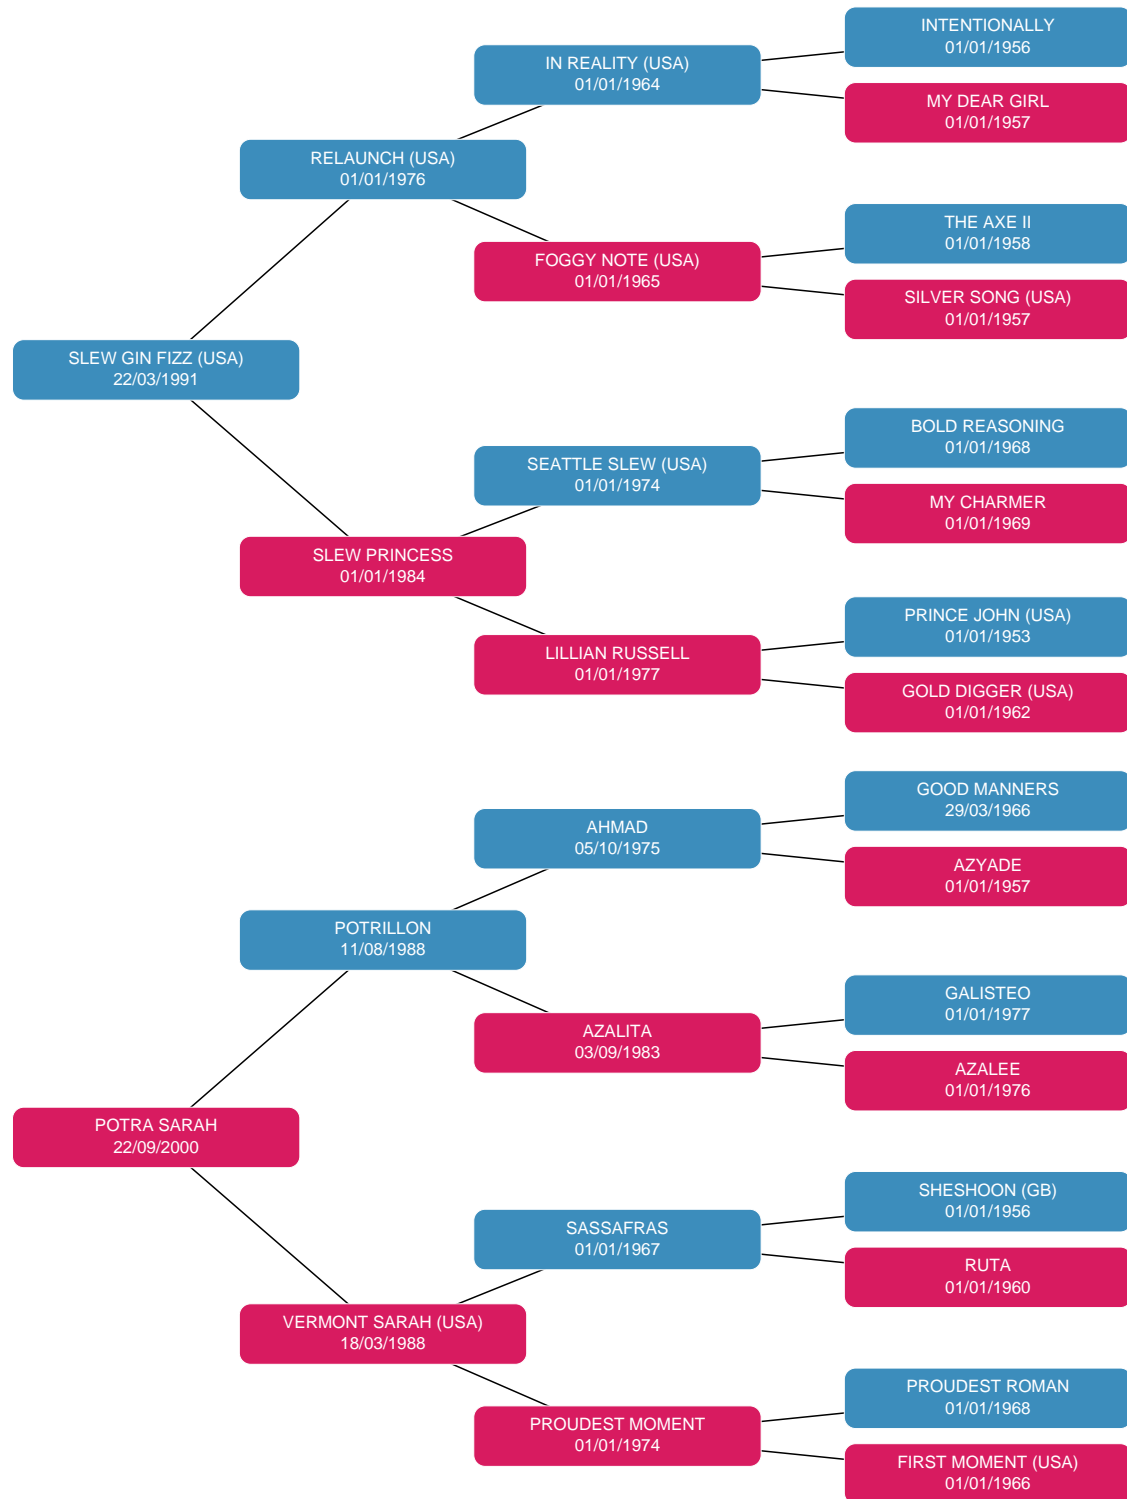 INTENTIONALLY
01/01/1956
IN REALITY (USA)
01/01/1964
MY DEAR GIRL
01/01/1957
RELAUNCH (USA)
01/01/1976
THE AXE II
01/01/1958
FOGGY NOTE (USA)
01/01/1965
SILVER SONG (USA)
01/01/1957
SLEW GIN FIZZ (USA)
22/03/1991
BOLD REASONING
01/01/1968
SEATTLE SLEW (USA)
01/01/1974
MY CHARMER
01/01/1969
SLEW PRINCESS
01/01/1984
PRINCE JOHN (USA)
01/01/1953
LILLIAN RUSSELL
01/01/1977
GOLD DIGGER (USA)
01/01/1962
GOOD MANNERS
29/03/1966
AHMAD
05/10/1975
AZYADE
01/01/1957
POTRILLON
11/08/1988
GALISTEO
01/01/1977
AZALITA
03/09/1983
AZALEE
01/01/1976
POTRA SARAH
22/09/2000
SHESHOON (GB)
01/01/1956
SASSAFRAS
01/01/1967
RUTA
01/01/1960
VERMONT SARAH (USA)
18/03/1988
PROUDEST ROMAN
01/01/1968
PROUDEST MOMENT
01/01/1974
FIRST MOMENT (USA)
01/01/1966